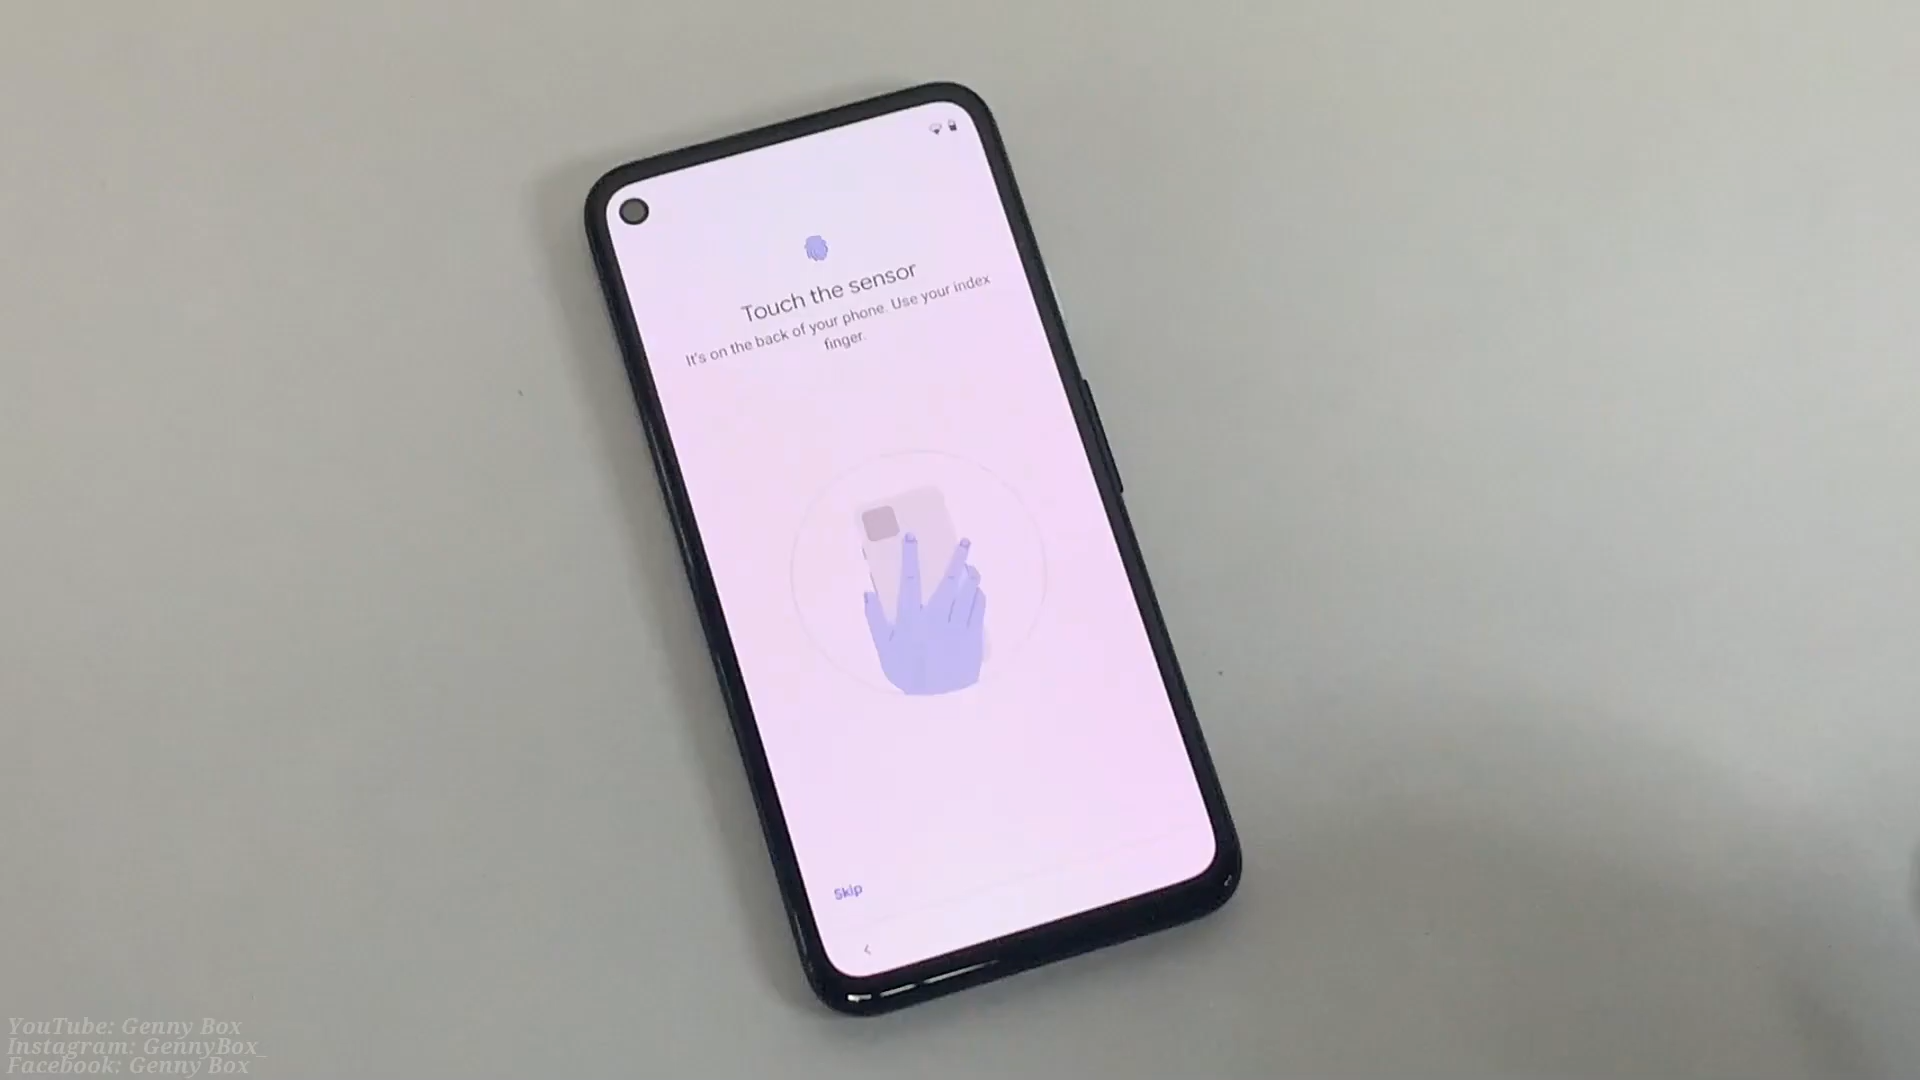 Touch the sensor
It's on the back of your phone. Use your index
finger.
Skip
YouTube: Genny Box
Instagram: GennyBox_
Facebook: Genny Box